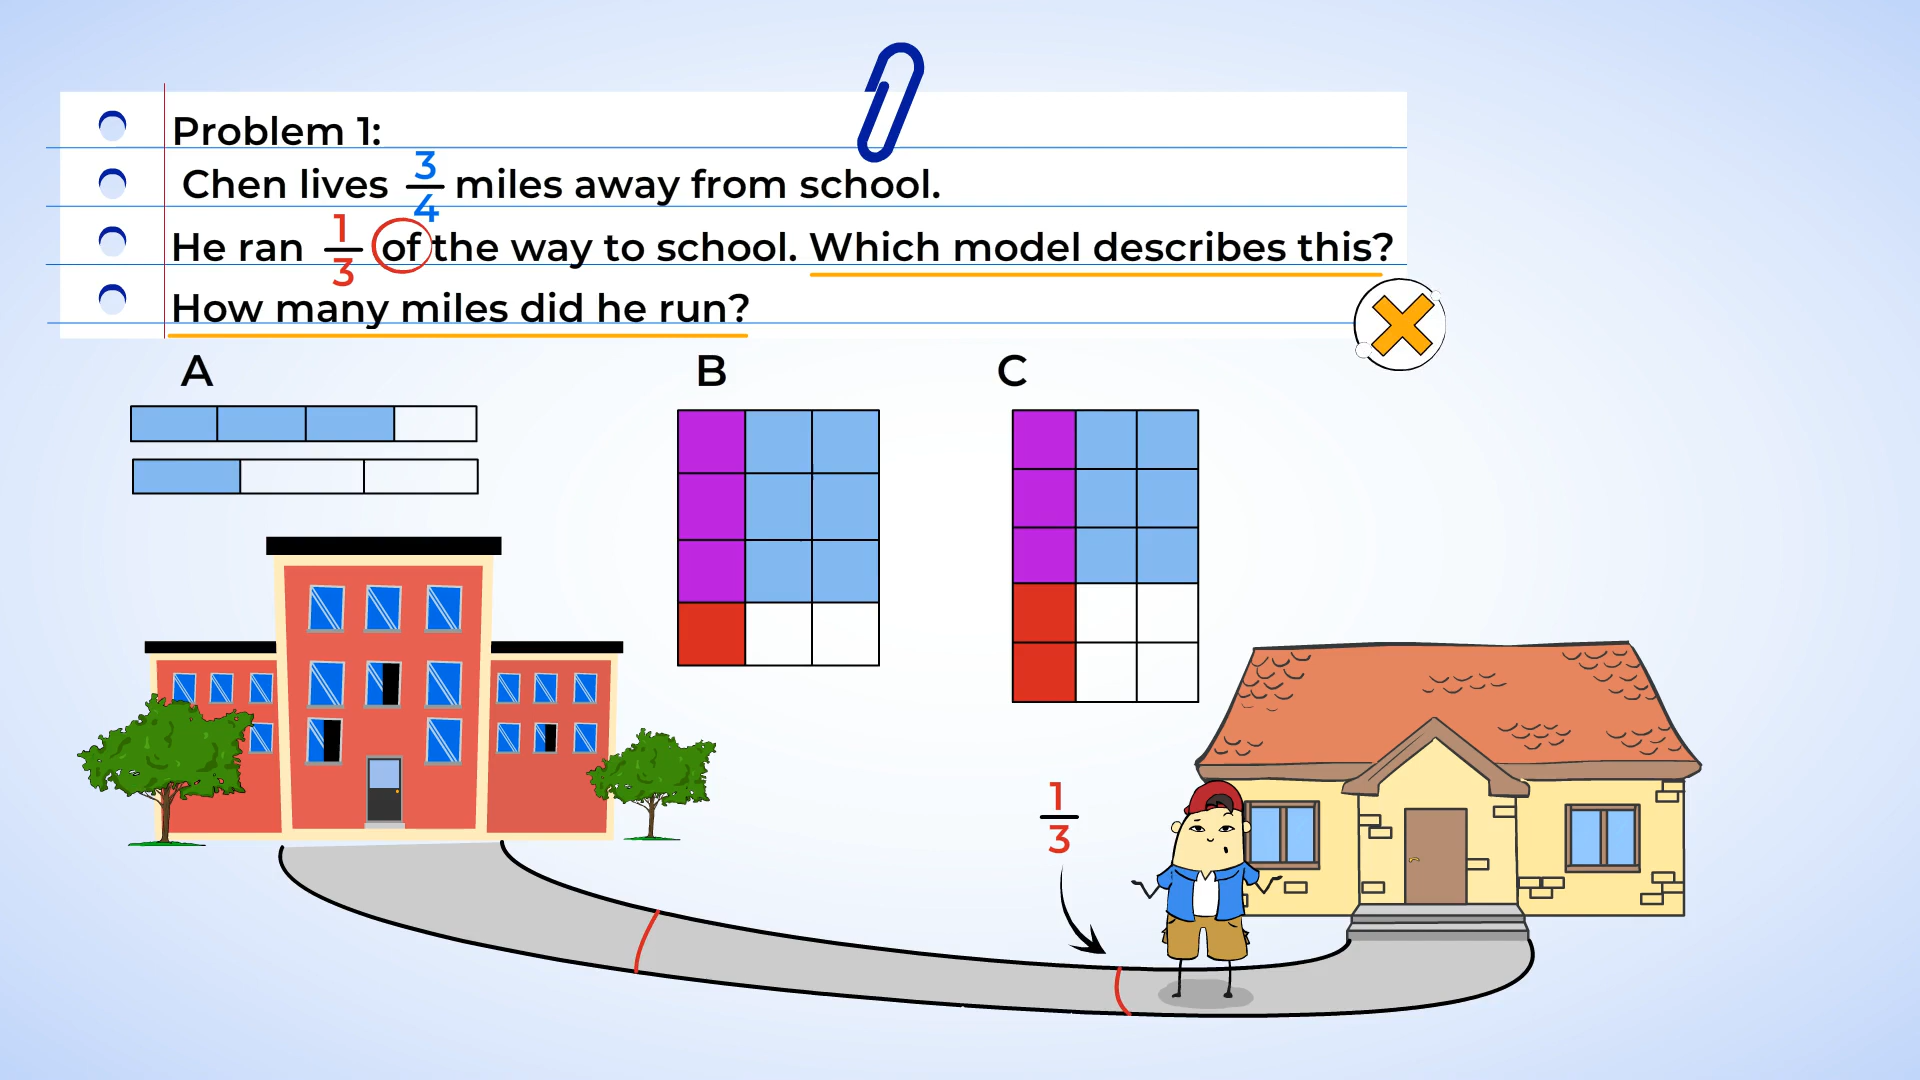 Problem 1:
Chen lives 3/4 miles away from school.
He ran 1/3 of the way to school. Which model describes this?
How many miles did he run?
A B C
1/3